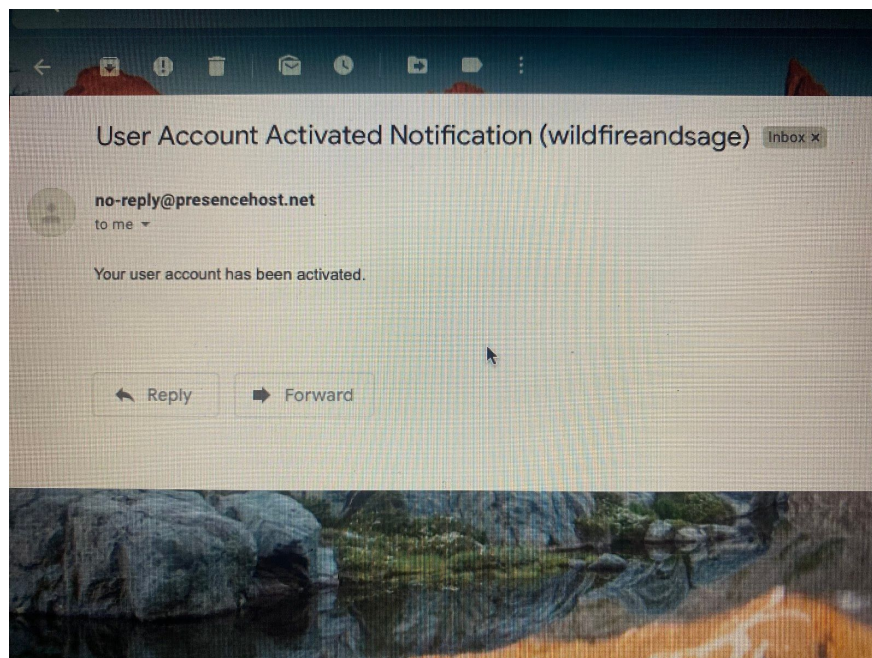 User Account Activated Notification (wildfireandsage) Inbox ×
no-reply@presencehost.net
to me
Your user account has been activated.
Reply Forward